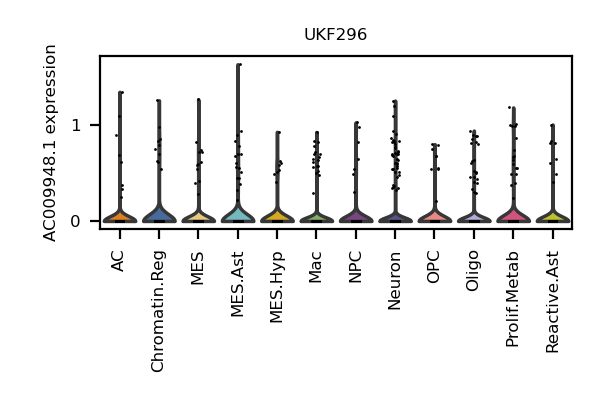 UKF296
AC009948.1 expression
1
0
AC
Chromatin.Reg
MES
MES.Ast
MES.Hyp
Mac
NPC
Neuron
OPC
Oligo
Prolif.Metab
Reactive.Ast